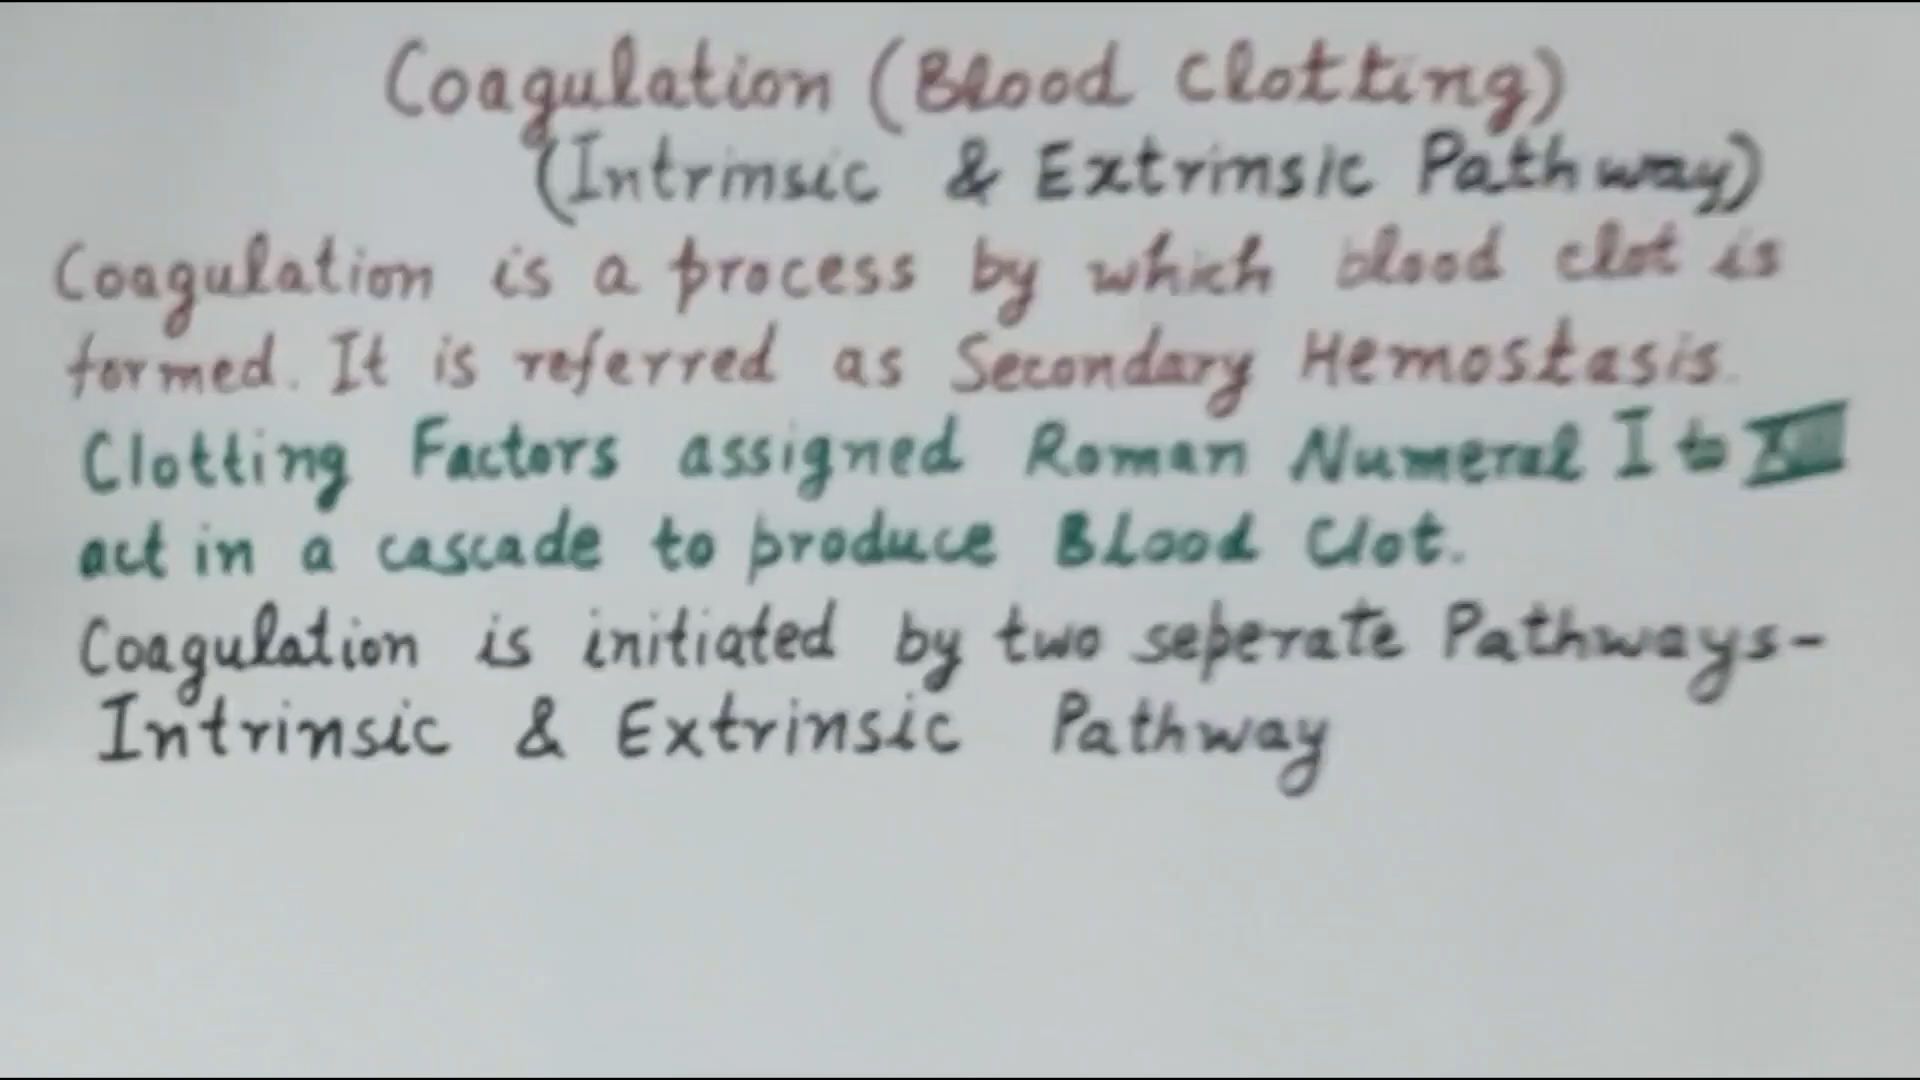 Coagulation (Blood Clotting)
(Intrinsic & Extrinsic Pathway)
Coagulation is a process by which blood clot is
formed. It is referred as Secondary Hemostasis.
Clotting Factors assigned Roman Numeral I to
act in a cascade to produce Blood Clot.
Coagulation is initiated by two seperate Pathways-
Intrinsic & Extrinsic Pathway